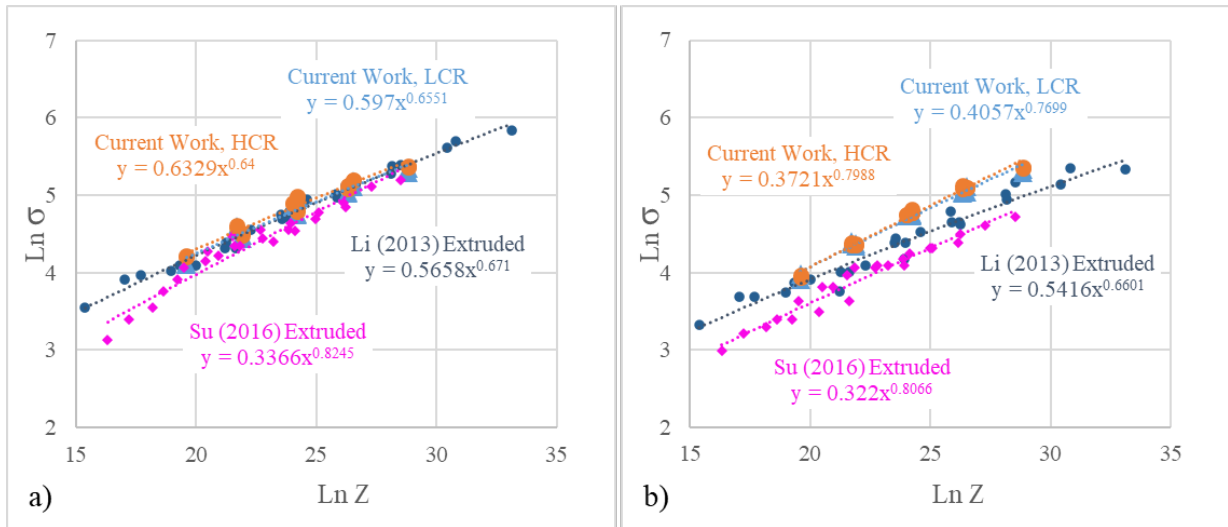 7
6
5
4
3
2
15
20
25
30
35
Ln σ
Ln Z
a)
Current Work, LCR
y = 0.597x^0.6551
Current Work, HCR
y = 0.6329x^0.64
Li (2013) Extruded
y = 0.5658x^0.671
Su (2016) Extruded
y = 0.3366x^0.8245
7
6
5
4
3
2
15
20
25
30
35
Ln σ
Ln Z
b)
Current Work, LCR
y = 0.4057x^0.7699
Current Work, HCR
y = 0.3721x^0.7988
Li (2013) Extruded
y = 0.5416x^0.6601
Su (2016) Extruded
y = 0.322x^0.8066